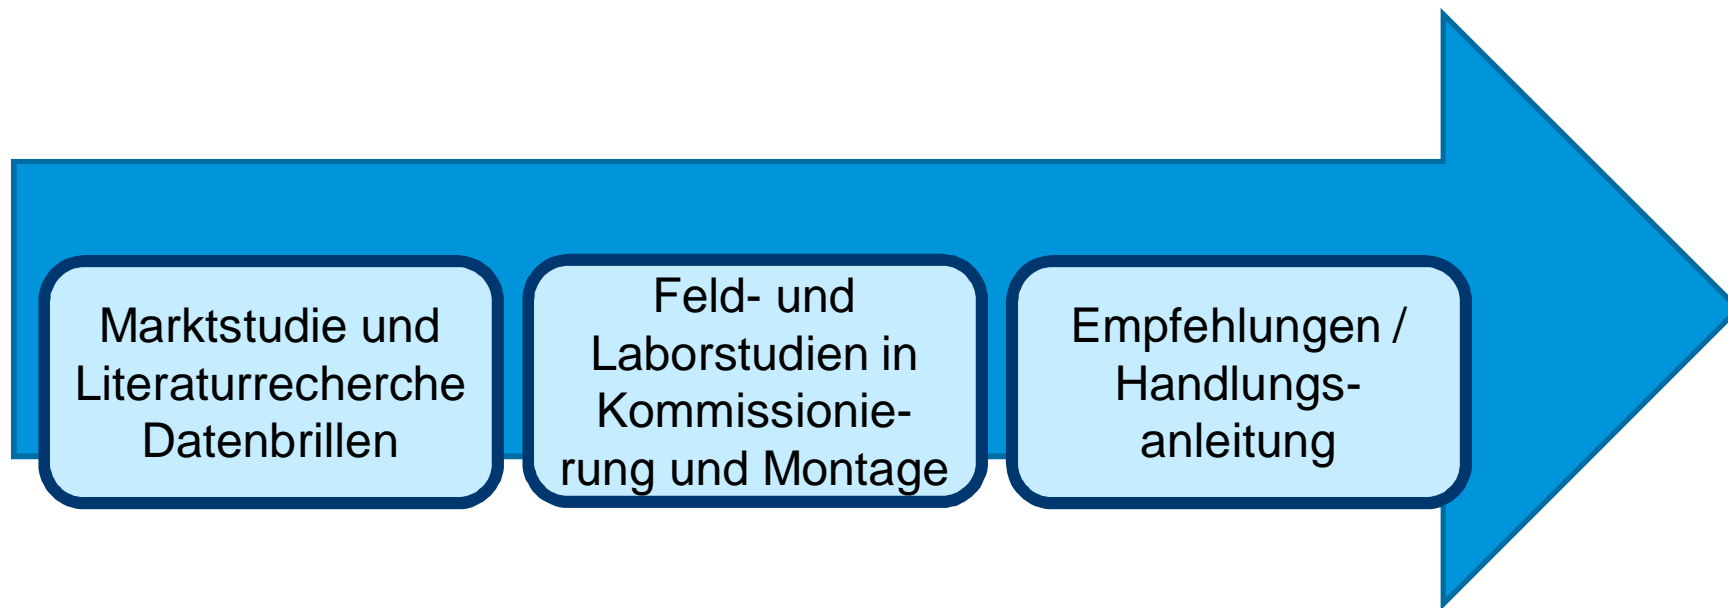 Marktstudie und
Literaturrecherche
Datenbrillen
Feld- und
Laborstudien in
Kommissionie-
rung und Montage
Empfehlungen /
Handlungs-
anleitung